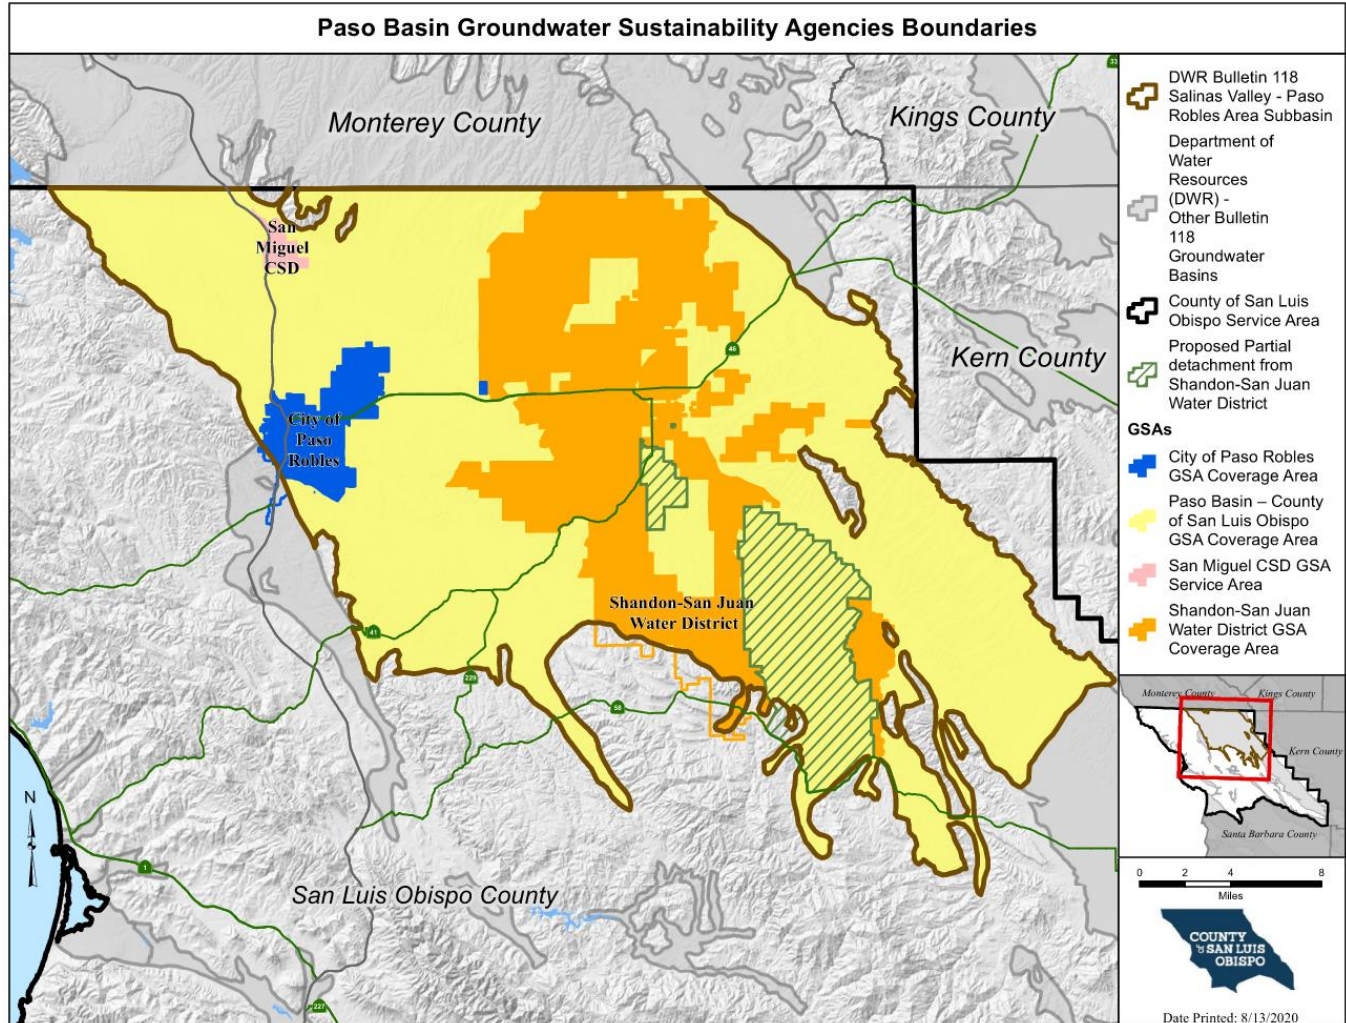 Paso Basin Groundwater Sustainability Agencies Boundaries
Monterey County
Kings County
Kern County
San Luis Obispo County
San
Miguel
CSD
City of
Paso
Robles
Shandon-San Juan
Water District
33
46
41
229
58
1
227
N
DWR Bulletin 118
Salinas Valley - Paso
Robles Area Subbasin
Department of
Water
Resources
(DWR) -
Other Bulletin
118
Groundwater
Basins
County of San Luis
Obispo Service Area
Proposed Partial
detachment from
Shandon-San Juan
Water District
GSAs
City of Paso Robles
GSA Coverage Area
Paso Basin – County
of San Luis Obispo
GSA Coverage Area
San Miguel CSD GSA
Service Area
Shandon-San Juan
Water District GSA
Coverage Area
Monterey County
Kings County
Kern County
Santa Barbara County
0 2 4 8
Miles
COUNTY
OF SAN LUIS
OBISPO
Date Printed: 8/13/2020